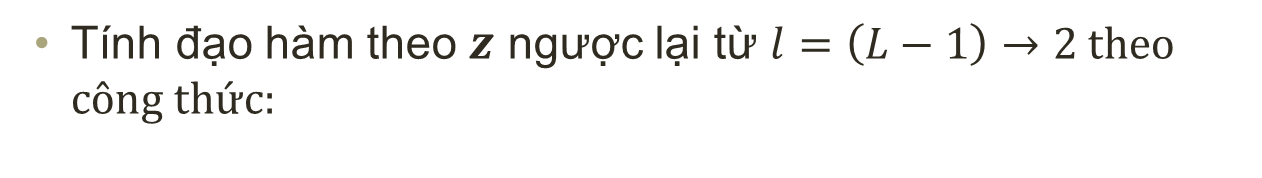 • Tính đạo hàm theo z ngược lại từ l = (L − 1) → 2 theo
công thức: